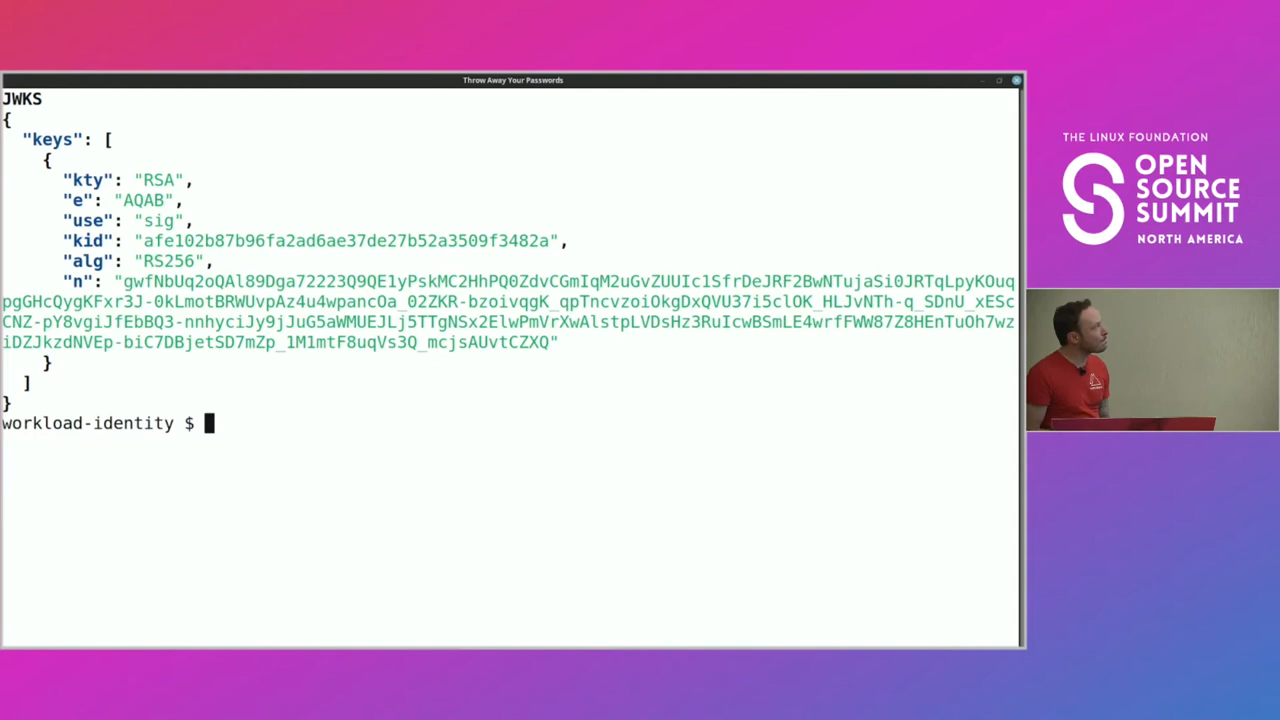 Throw Away Your Passwords
JWKS
{
"keys": [
{
"kty": "RSA",
"e": "AQAB",
"use": "sig",
"kid": "afe102b87b96fa2ad6ae37de27b52a3509f3482a",
"alg": "RS256",
"n": "gwfNbUq2oQAl89Dga72223Q9QE1yPskMC2HhPQ0ZdvCGmIqM2uGvZUUIc1SfrDeJRF2BwNTujaSi0JRTqLpyKOuq
pgGHcQygKFxr3J-0kLmotBRWUvpAz4u4wpancOa_02ZKR-bzoivqgK_qpTncvzoiOkgDxQVU37i5clOK_HLJvNTh-q_SDnU_xESc
CNZ-pY8vgiJfEbBQ3-nnhyciJy9jJuG5aWMUEJLj5TTgNSx2ElwPmVrXwAlstpLVDsHz3RuIcwBSmLE4wrfFWW87Z8HEnTuOh7wz
iDZJkzdNVEp-biC7DBjetSD7mZp_1M1mtF8uqVs3Q_mcjsAUvtCZXQ"
}
]
}
workload-identity $
THE LINUX FOUNDATION
OPEN
SOURCE
SUMMIT
NORTH AMERICA